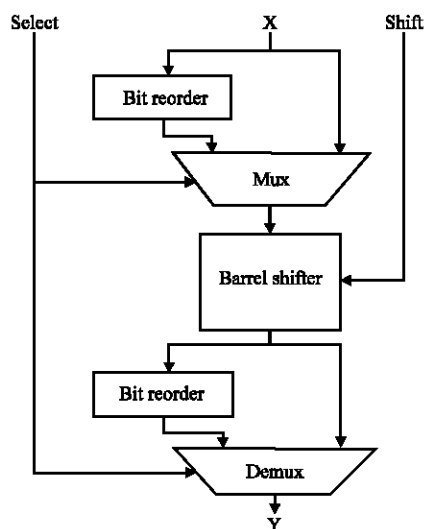 Select X Shift
Bit reorder
Mux
Barrel shifter
Bit reorder
Demux
Y